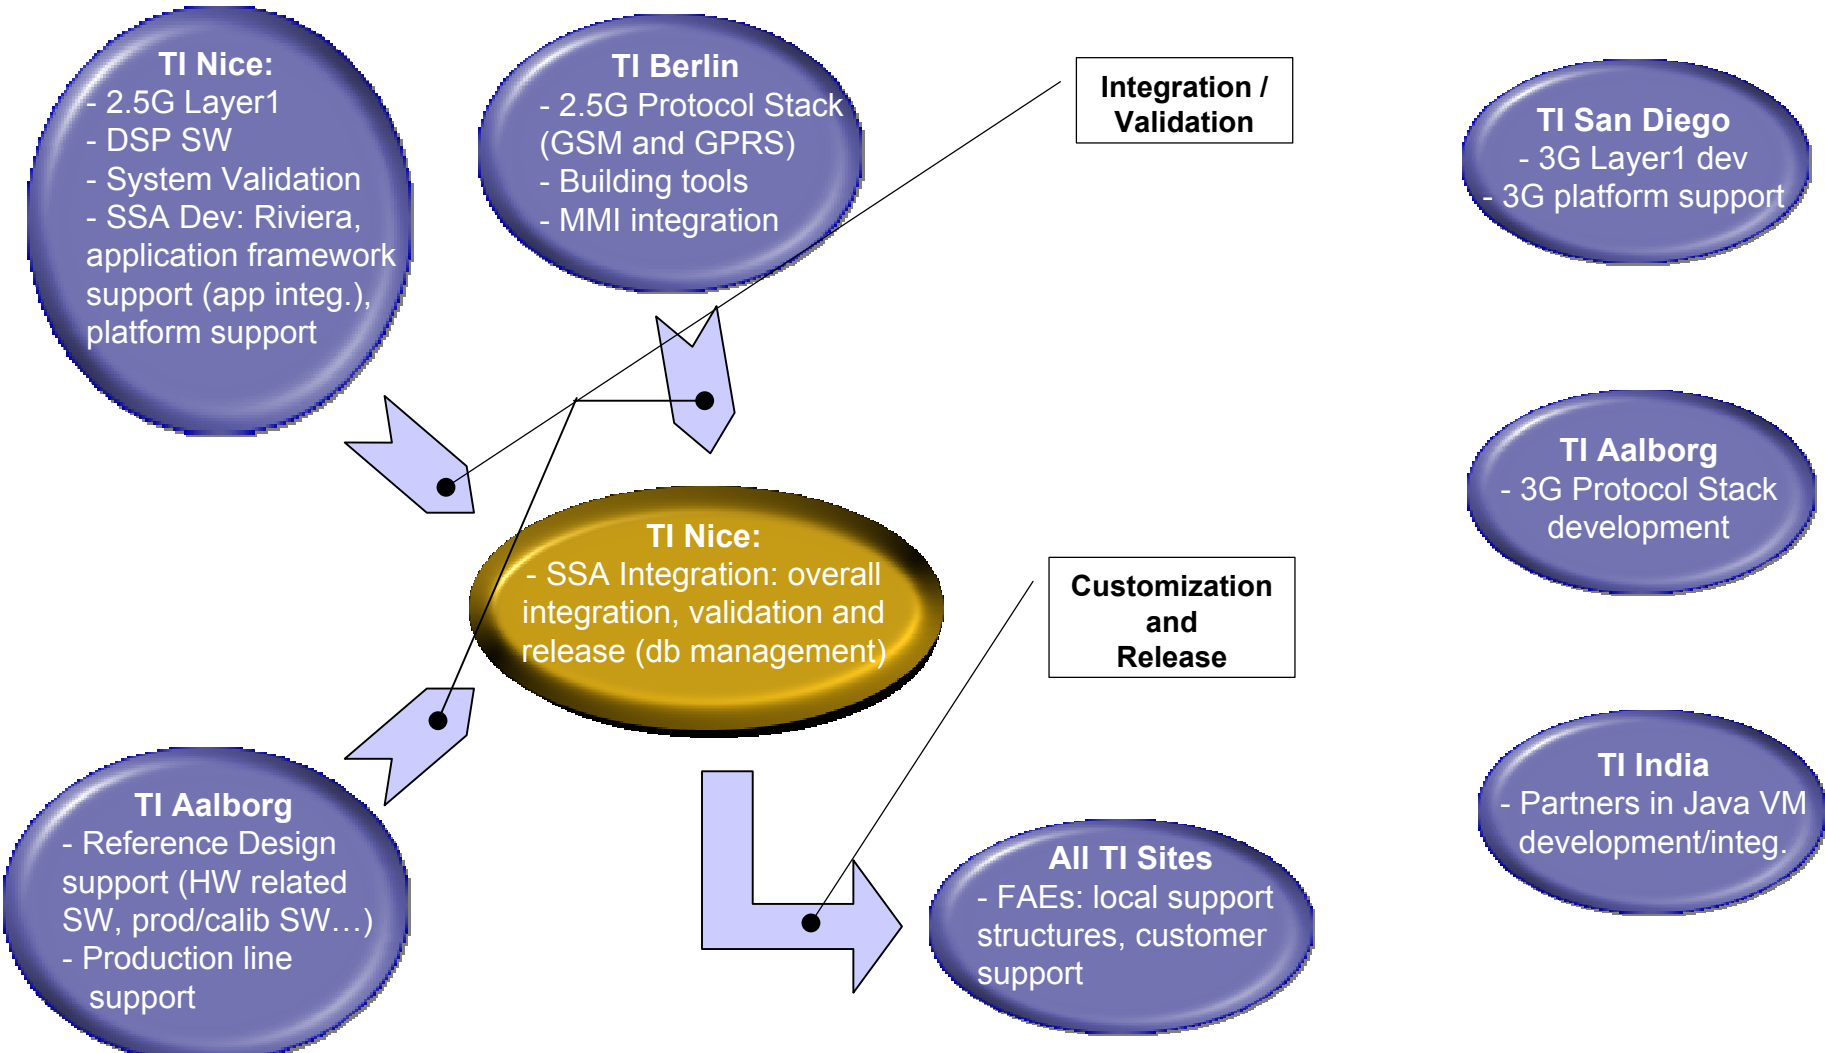 TI Nice:
- 2.5G Layer1
- DSP SW
- System Validation
- SSA Dev: Riviera,
application framework
support (app integ.),
platform support
TI Berlin
- 2.5G Protocol Stack
(GSM and GPRS)
- Building tools
- MMI integration
Integration /
Validation
TI San Diego
- 3G Layer1 dev
- 3G platform support
TI Aalborg
- 3G Protocol Stack
development
TI Nice:
- SSA Integration: overall
integration, validation and
release (db management)
Customization
and
Release
TI Aalborg
- Reference Design
support (HW related
SW, prod/calib SW…)
- Production line
support
All TI Sites
- FAEs: local support
structures, customer
support
TI India
- Partners in Java VM
development/integ.